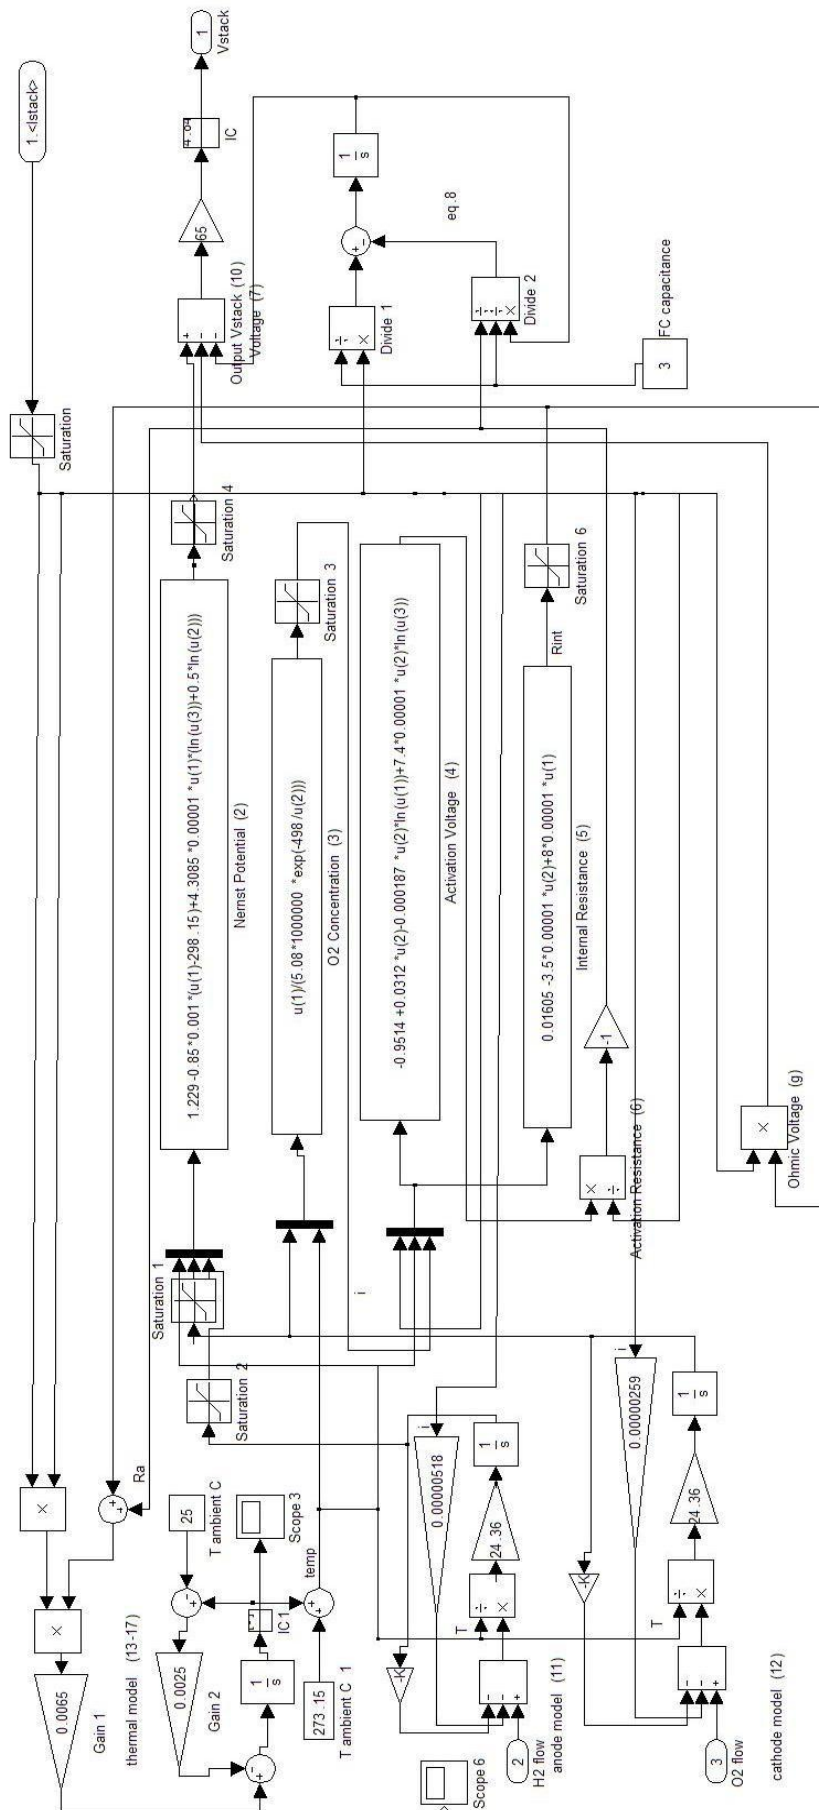 1.<Istack>
Saturation
1
Vstack
4.64
IC
65
Output Vstack (10)
Voltage (7)
+
-
-
1
s
+
-
eq.8
÷
×
Divide 1
÷
÷
×
Divide 2
3
FC capacitance
Saturation 4
1.229-0.85*0.001*(u(1)-298.15)+4.3085*0.00001*u(1)*(ln(u(3))+0.5*ln(u(2)))
Nernst Potential (2)
Saturation 3
u(1)/(5.08*1000000*exp(-498/u(2)))
O2 Concentration (3)
-0.9514+0.0312*u(2)-0.000187*u(2)*ln(u(1))+7.4*0.00001*u(2)*ln(u(3))
Activation Voltage (4)
Saturation 6
Rint
0.01605-3.5*0.00001*u(2)+8*0.00001*u(1)
Internal Resistance (5)
-1
×
÷
Activation Resistance (6)
×
Ohmic Voltage (g)
Saturation 1
Saturation 2
i
×
×
+
+
Ra
0.0065
Gain 1
thermal model (13-17)
25
T ambient C
+
-
0.0025
Gain 2
Scope 3
IC1
1
s
+
-
temp
+
+
273.15
T ambient C 1
i
0.00000518
1
s
24.36
÷
×
T
-K
-
-
+
2
H2 flow
anode model (11)
Scope 6
i
0.00000259
1
s
24.36
÷
×
T
-K
-
-
+
3
O2 flow
cathode model (12)